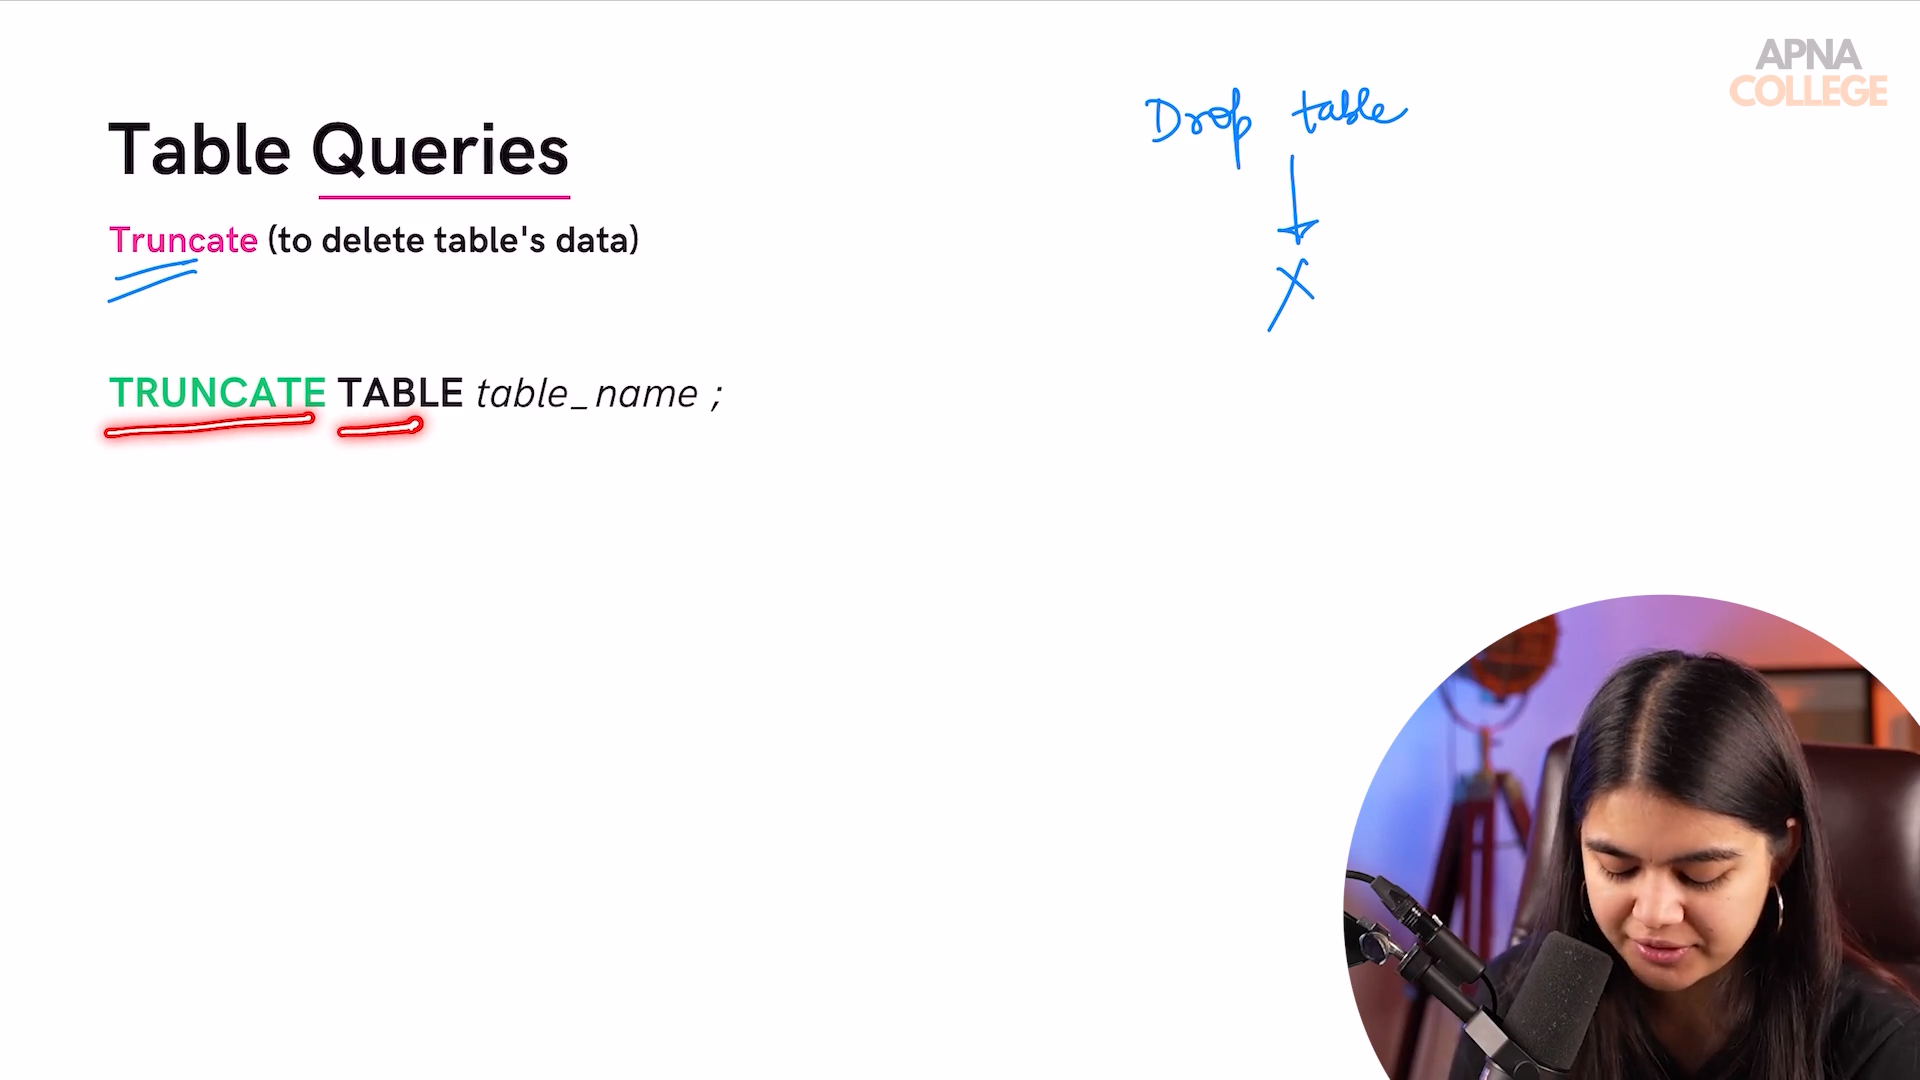 APNA
COLLEGE
Drop table
X
Table Queries
Truncate (to delete table's data)
TRUNCATE TABLE table_name ;